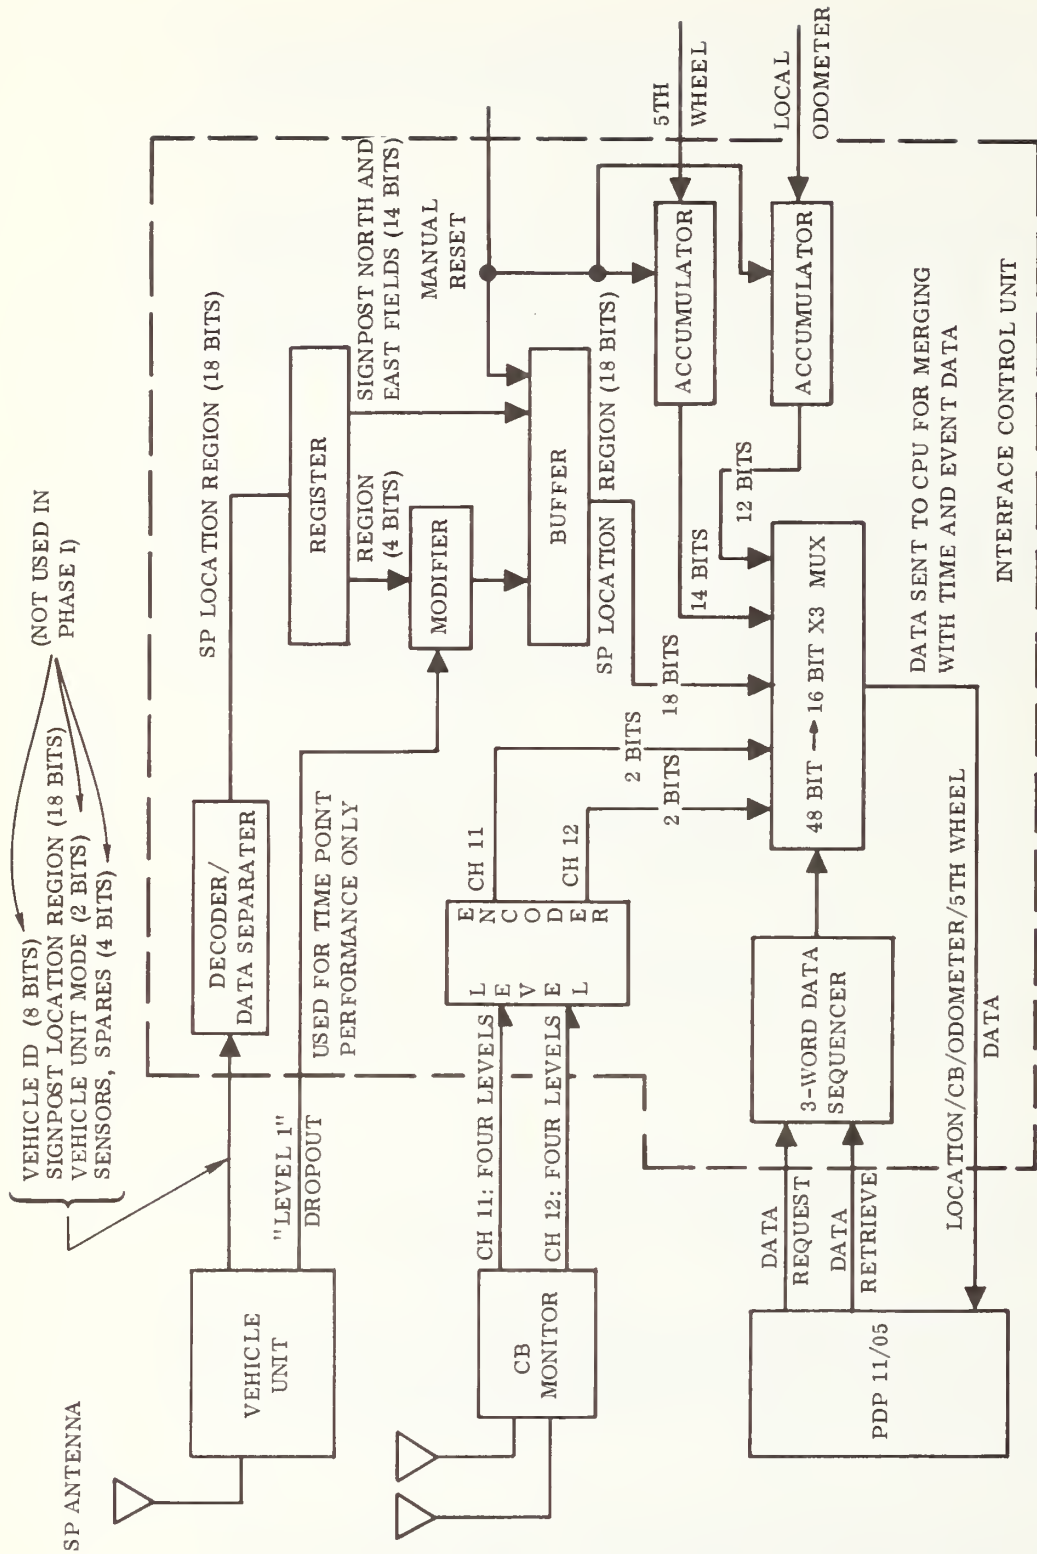 SP ANTENNA
VEHICLE ID (8 BITS)
SIGNPOST LOCATION REGION (18 BITS)
VEHICLE UNIT MODE (2 BITS)
SENSORS, SPARES (4 BITS)
(NOT USED IN
PHASE I)
VEHICLE
UNIT
"LEVEL 1"
DROPOUT
DECODER/
DATA SEPARATER
USED FOR TIME POINT
PERFORMANCE ONLY
SP LOCATION REGION (18 BITS)
REGISTER
REGION
(4 BITS)
SIGNPOST NORTH AND
EAST FIELDS (14 BITS)
MODIFIER
MANUAL
RESET
BUFFER
SP LOCATION REGION (18 BITS)
CB
MONITOR
CH 11: FOUR LEVELS
CH 12: FOUR LEVELS
LEVEL
ENCODER
CH 11
CH 12
2 BITS
2 BITS
18 BITS
14 BITS
12 BITS
ACCUMULATOR
5TH
WHEEL
ACCUMULATOR
LOCAL
ODOMETER
PDP 11/05
DATA
REQUEST
DATA
RETRIEVE
3-WORD DATA
SEQUENCER
48 BIT → 16 BIT X3 MUX
DATA SENT TO CPU FOR MERGING
WITH TIME AND EVENT DATA
LOCATION/CB/ODOMETER/5TH WHEEL
DATA
INTERFACE CONTROL UNIT